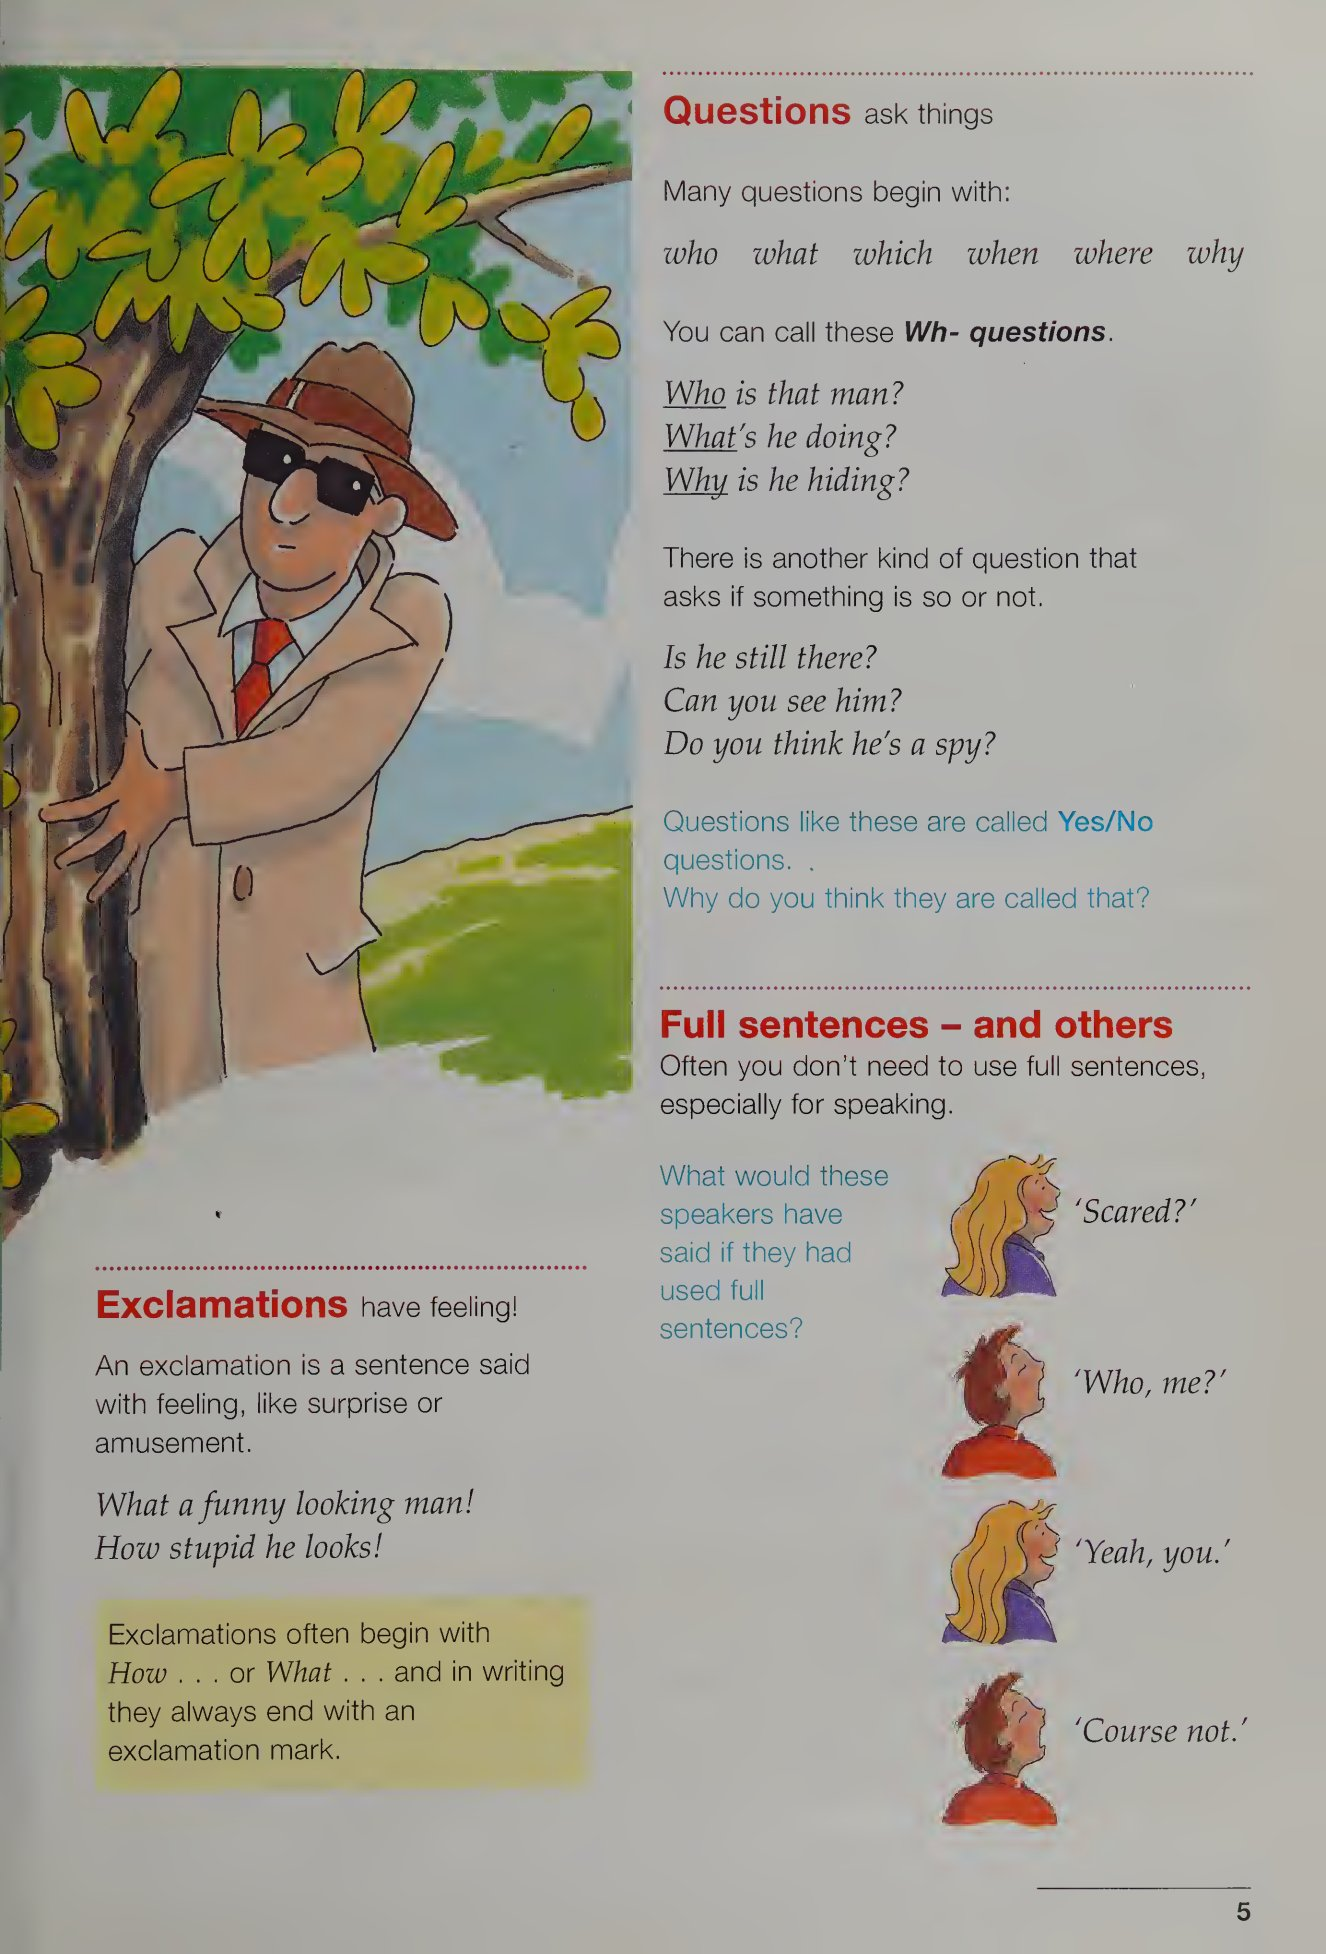 Questions ask things
Many questions begin with:
who what which when where why
You can call these Wh- questions.
Who is that man?
What's he doing?
Why is he hiding?
There is another kind of question that
asks if something is so or not.
Is he still there?
Can you see him?
Do you think he's a spy?
Questions like these are called Yes/No
questions. .
Why do you think they are called that?
Full sentences – and others
Often you don't need to use full sentences,
especially for speaking.
What would these
speakers have
said if they had
used full
sentences?
'Scared?'
'Who, me?'
'Yeah, you.'
'Course not.'
Exclamations have feeling!
An exclamation is a sentence said
with feeling, like surprise or
amusement.
What a funny looking man!
How stupid he looks!
Exclamations often begin with
How . . . or What . . . and in writing
they always end with an
exclamation mark.
5